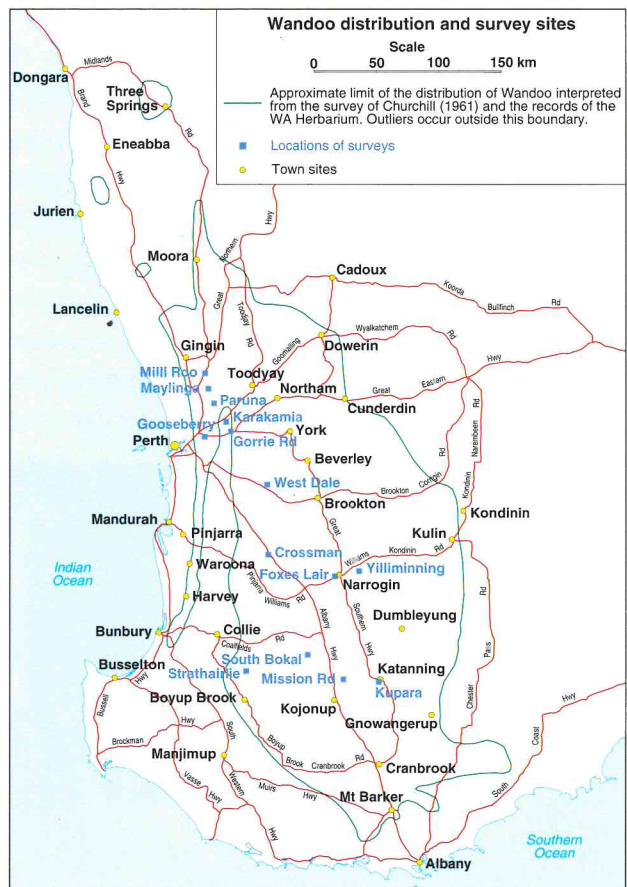 Wandoo distribution and survey sites
Scale
0 50 100 150 km
Approximate limit of the distribution of Wandoo interpreted
from the survey of Churchill (1961) and the records of the
WA Herbarium. Outliers occur outside this boundary.
Locations of surveys
Town sites
Dongara
Midlands
Rd
Three
Springs
Brand
Hwy
Eneabba
Jurien
Moora
Great
Northern
Hwy
Toodjay
Rd
Cadoux
Koorda
Bullfinch
Rd
Lancelin
Gingin
Goomalling
Dowerin
Wyalkatchem
Rd
Milli Roo
Maylinga
Toodyay
Northam
Great
Eastern
Hwy
Paruna
Cunderdin
Gooseberry
Karakamia
York
Perth
Gorrie Rd
Beverley
Rd
Narembeen
Kondinin
West Dale
Brookton
Corrigin
Rd
Brookton
Great
Southern
Hwy
Mandurah
Kondinin
Pinjarra
Kulin
Crossman
Williams
Kondinin
Rd
Indian
Ocean
Waroona
Foxes Lair
Yilliminning
Narrogin
Pinjarra
Williams
Rd
Harvey
Albany
Hwy
Dumbleyung
Rd
Bunbury
Collie
Coalfields
Rd
South Bokal
Pass
Chester
Busselton
Hwy
Bussell
Strathairlie
Mission Rd
Katanning
Kupara
Boyup Brook
Kojonup
Gnowangerup
Hwy
Coast
South
Brockman
Hwy
South
Western
Hwy
Boyup
Brook
Cranbrook
Rd
Manjimup
Cranbrook
Vasse
Hwy
Muirs
Hwy
Mt Barker
Southern
Ocean
Albany